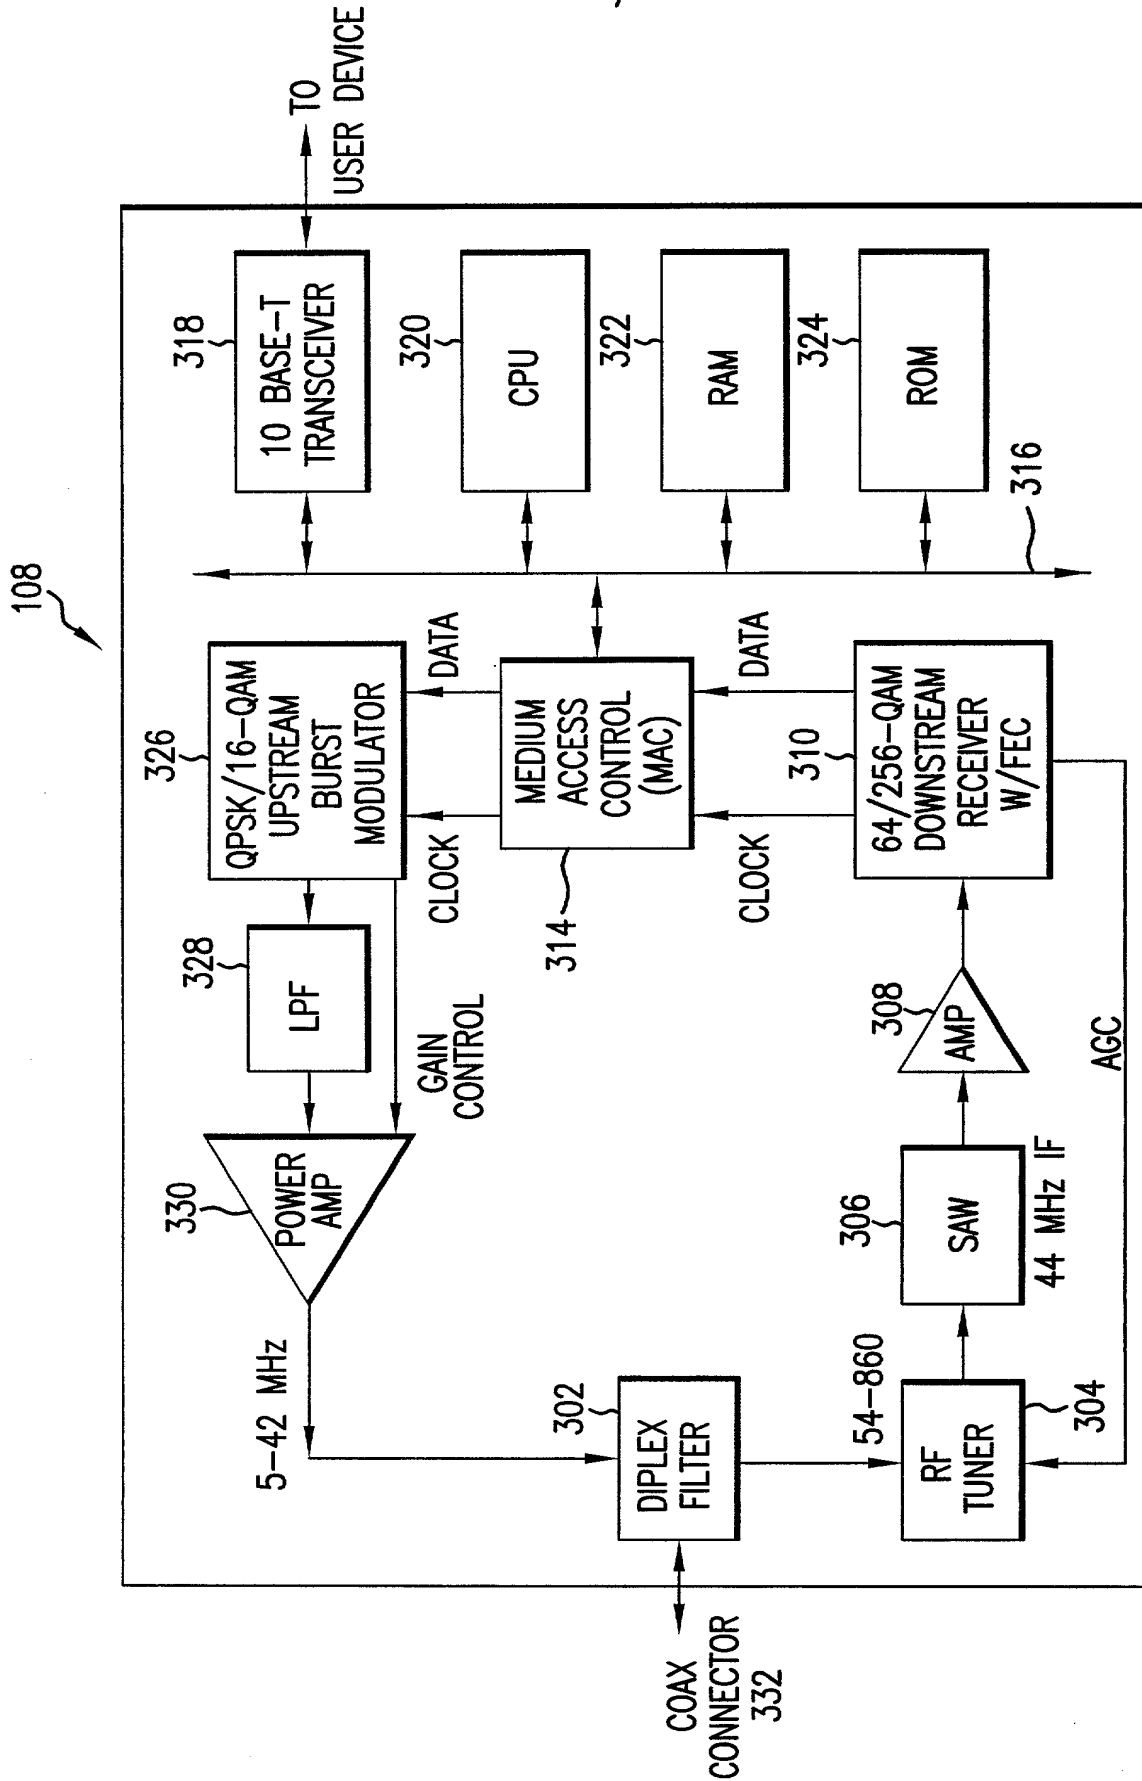 108
COAX
CONNECTOR
332
DIPLEX
FILTER
302
5-42 MHz
POWER
AMP
330
LPF
328
GAIN
CONTROL
QPSK/16-QAM
UPSTREAM
BURST
MODULATOR
326
CLOCK
DATA
MEDIUM
ACCESS
CONTROL
(MAC)
314
CLOCK
DATA
54-860
RF
TUNER
304
SAW
306
44 MHz IF
AMP
308
64/256-QAM
DOWNSTREAM
RECEIVER
W/FEC
310
AGC
316
10 BASE-T
TRANSCEIVER
318
TO
USER DEVICE
CPU
320
RAM
322
ROM
324